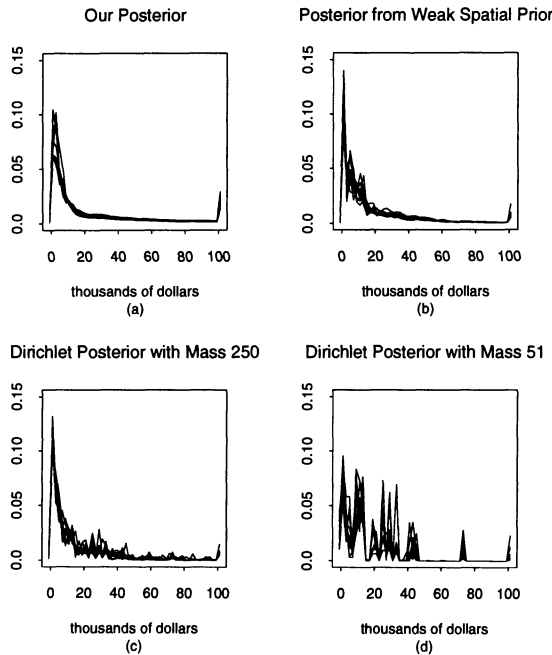 Our Posterior
Posterior from Weak Spatial Prior
0.15
0.10
0.05
0.0
0 20 40 60 80 100
thousands of dollars
(a)
0.15
0.10
0.05
0.0
0 20 40 60 80 100
thousands of dollars
(b)
Dirichlet Posterior with Mass 250
Dirichlet Posterior with Mass 51
0.15
0.10
0.05
0.0
0 20 40 60 80 100
thousands of dollars
(c)
0.15
0.10
0.05
0.0
0 20 40 60 80 100
thousands of dollars
(d)